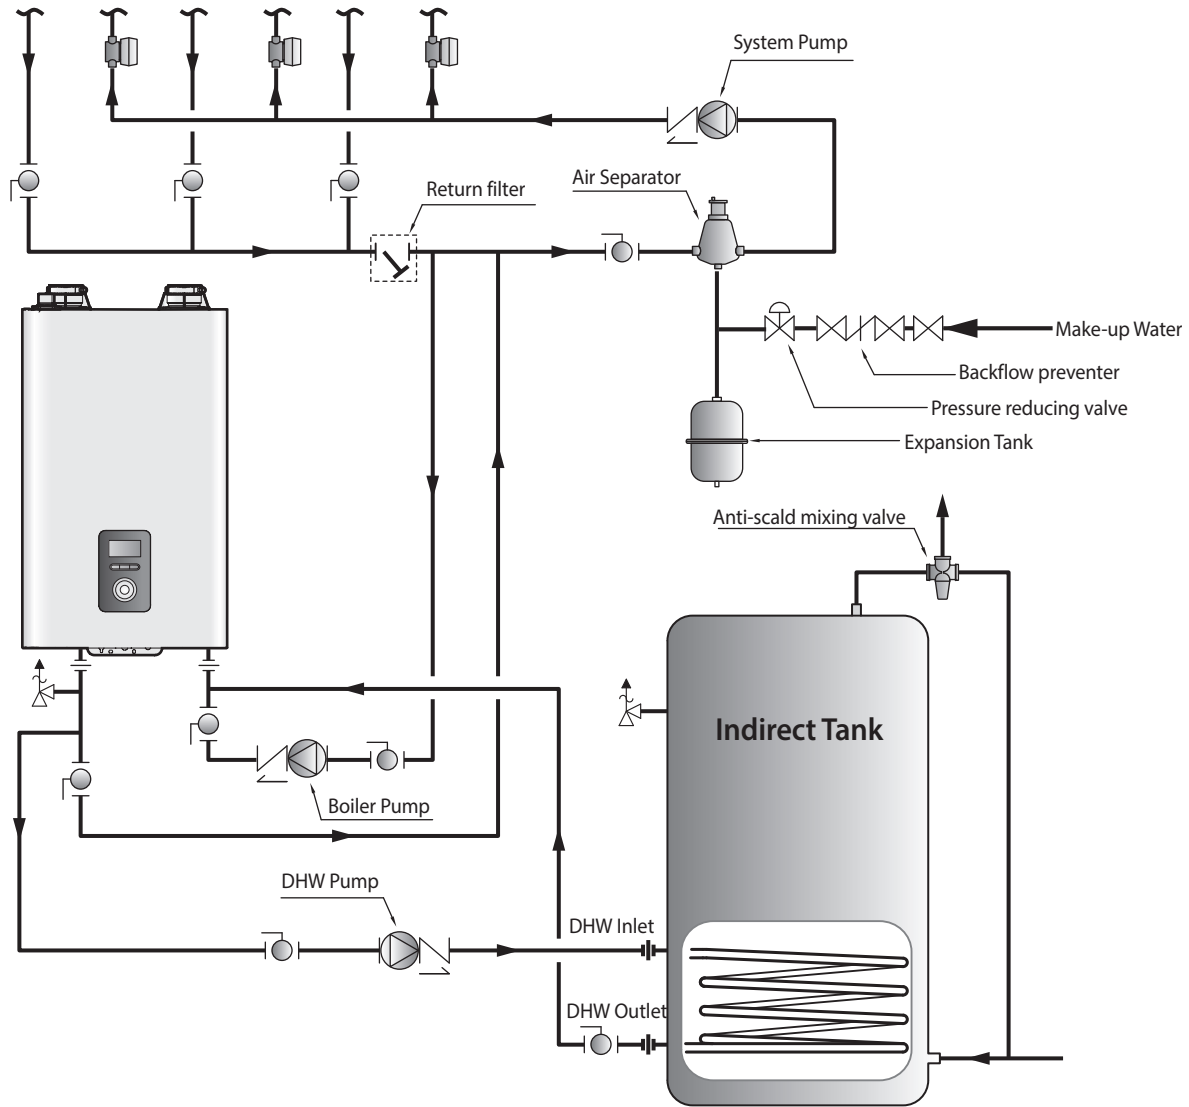 System Pump
Air Separator
Return filter
Make-up Water
Backflow preventer
Pressure reducing valve
Expansion Tank
Anti-scald mixing valve
Indirect Tank
Boiler Pump
DHW Pump
DHW Inlet
DHW Outlet